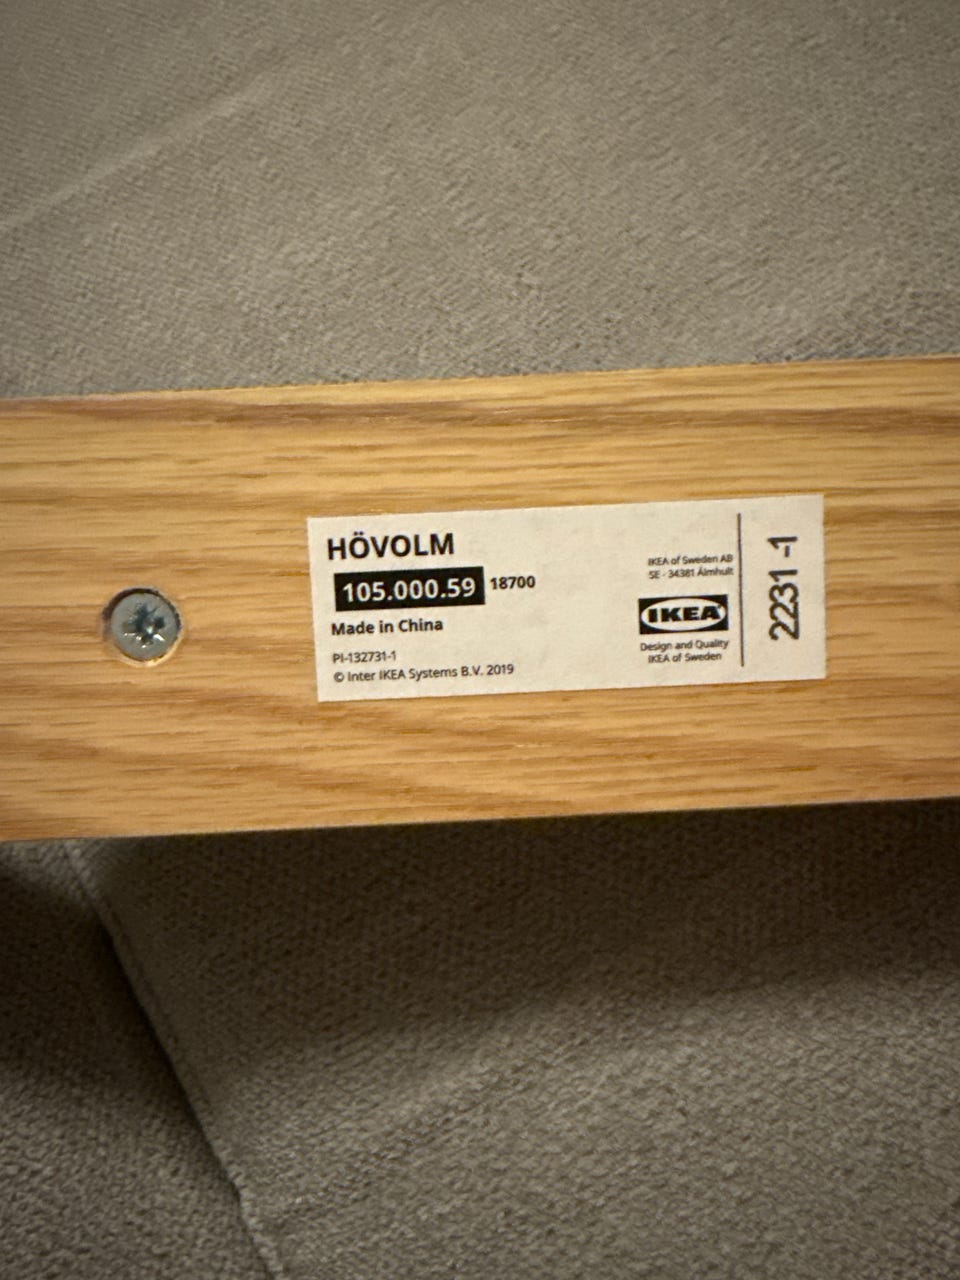 HÖVOLM
105.000.59 18700
Made in China
PI-132731-1
© Inter IKEA Systems B.V. 2019
IKEA of Sweden AB
SE - 34381 Älmhult
IKEA
Design and Quality
IKEA of Sweden
2231 -1